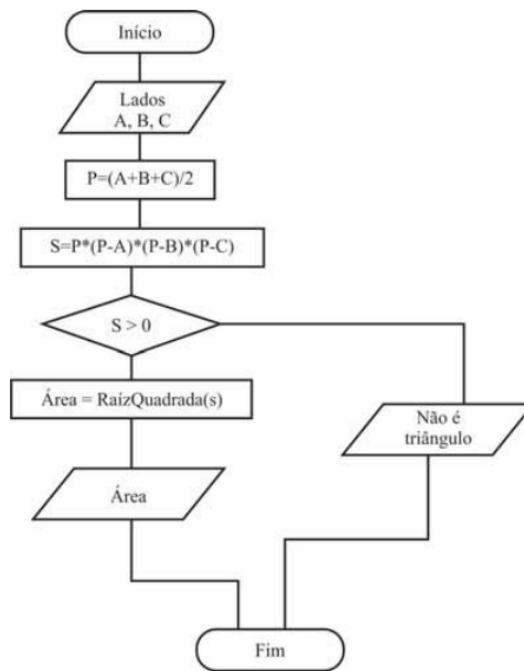 Início
Lados
A, B, C
P=(A+B+C)/2
S=P*(P-A)*(P-B)*(P-C)
S > 0
Área = RaízQuadrada(s)
Não é
triângulo
Área
Fim